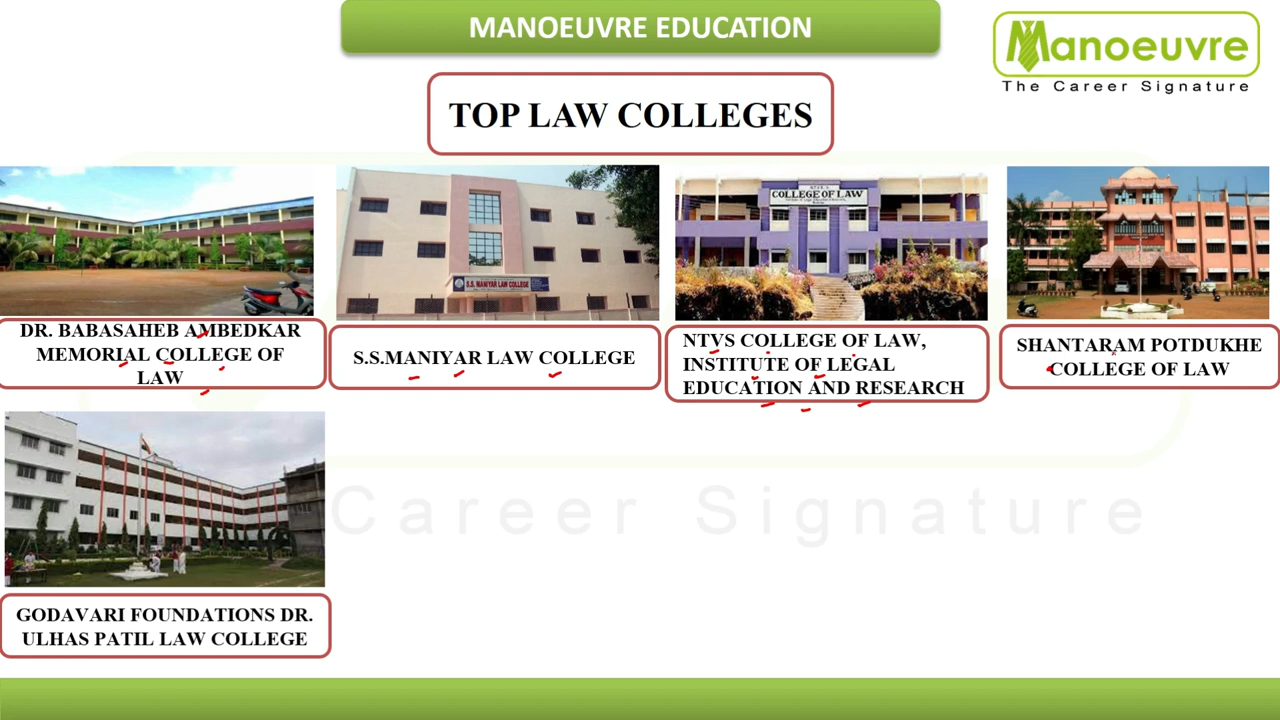 MANOEUVRE EDUCATION
Manoeuvre
The Career Signature
TOP LAW COLLEGES
S.S. MANIYAR LAW COLLEGE
COLLEGE OF LAW
DR. BABASAHEB AMBEDKAR
MEMORIAL COLLEGE OF
LAW
S.S.MANIYAR LAW COLLEGE
NTVS COLLEGE OF LAW,
INSTITUTE OF LEGAL
EDUCATION AND RESEARCH
SHANTARAM POTDUKHE
COLLEGE OF LAW
Career Signature
GODAVARI FOUNDATIONS DR.
ULHAS PATIL LAW COLLEGE